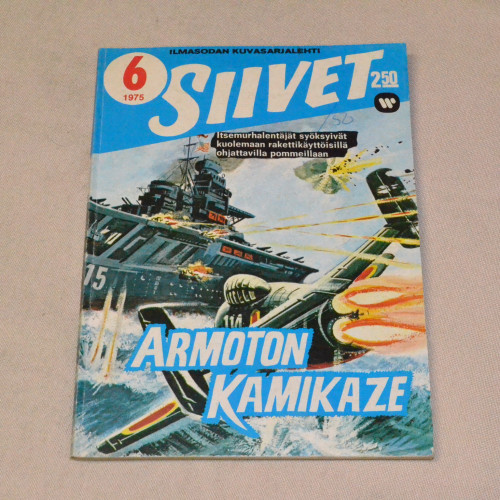 ILMASODAN KUVASARJALEHTI
6
1975
SIIVET
2.50
Itsemurhalentäjät syöksyivät
kuolemaan rakettikäyttöisillä
ohjattavilla pommeillaan
75
ARMOTON
KAMIKAZE